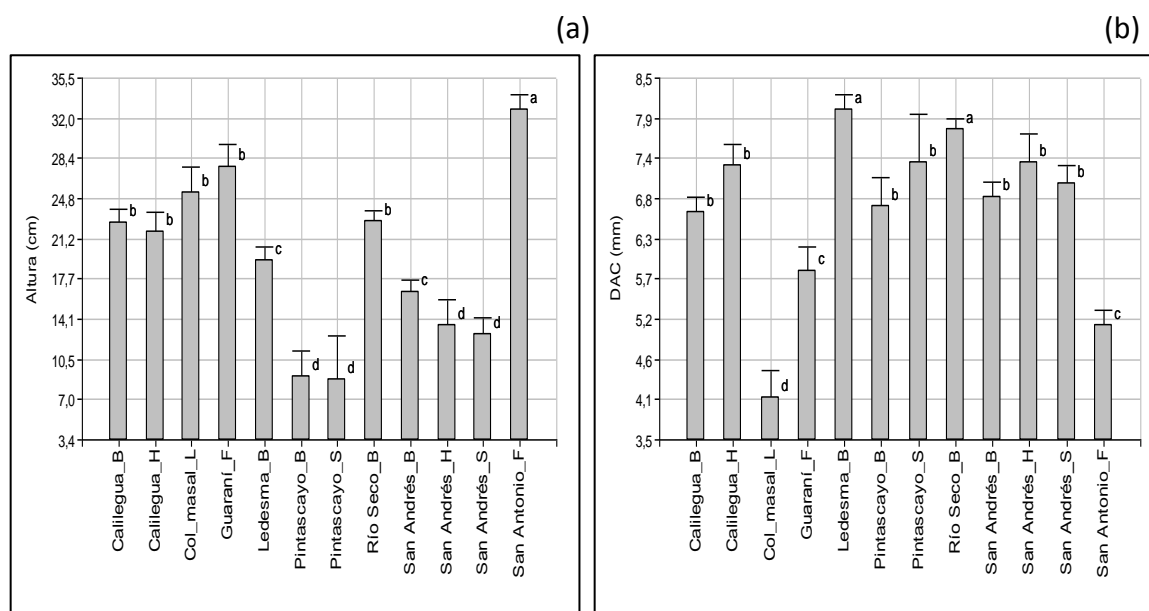 (a)
35,5
32,0
28,4
24,8
21,2
17,7
14,1
10,5
7,0
3,4
Altura (cm)
b
b
b
b
c
d
d
b
c
d
d
a
Calilegua_B
Calilegua_H
Col_masal_L
Guaraní_F
Ledesma_B
Pintascayo_B
Pintascayo_S
Río Seco_B
San Andrés_B
San Andrés_H
San Andrés_S
San Antonio_F
(b)
8,5
7,9
7,4
6,8
6,3
5,7
5,2
4,6
4,1
3,5
DAC (mm)
b
b
d
c
a
b
b
a
b
b
b
c
Calilegua_B
Calilegua_H
Col_masal_L
Guaraní_F
Ledesma_B
Pintascayo_B
Pintascayo_S
Río Seco_B
San Andrés_B
San Andrés_H
San Andrés_S
San Antonio_F